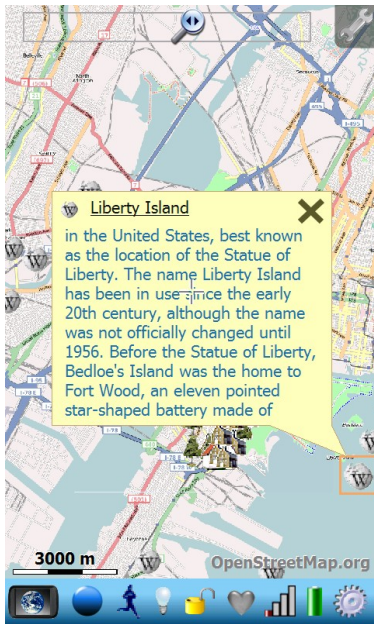 Liberty Island
in the United States, best known
as the location of the Statue of
Liberty. The name Liberty Island
has been in use since the early
20th century, although the name
was not officially changed until
1956. Before the Statue of Liberty,
Bedloe's Island was the home to
Fort Wood, an eleven pointed
star-shaped battery made of
I-78
3000 m
OpenStreetMap.org